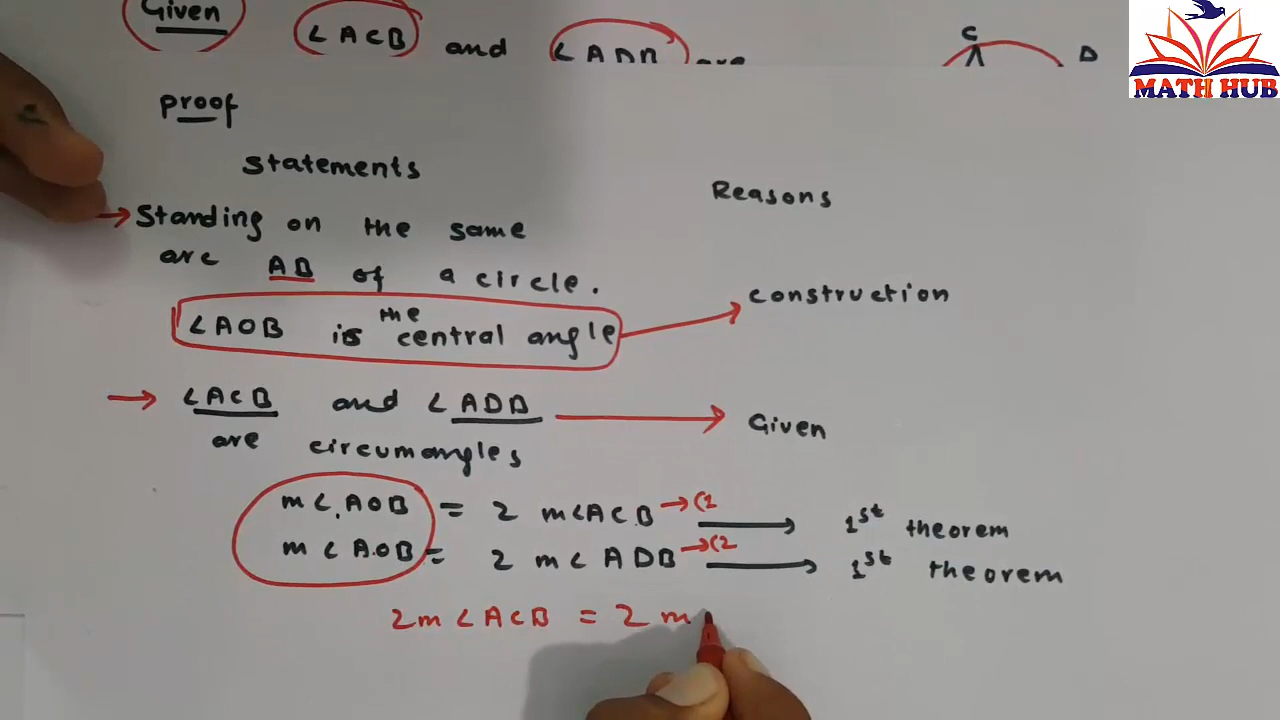 Given ∠ACB and ∠ADB are
C
D
MATH HUB
proof
Statements
Reasons
Standing on the same
arc AB of a circle.
∠AOB is the central angle
construction
∠ACB and ∠ADB
Given
are circumangles
m∠AOB = 2 m∠ACB → (1
1st theorem
m∠AOB = 2 m∠ADB → (2
1st theorem
2m∠ACB = 2 m